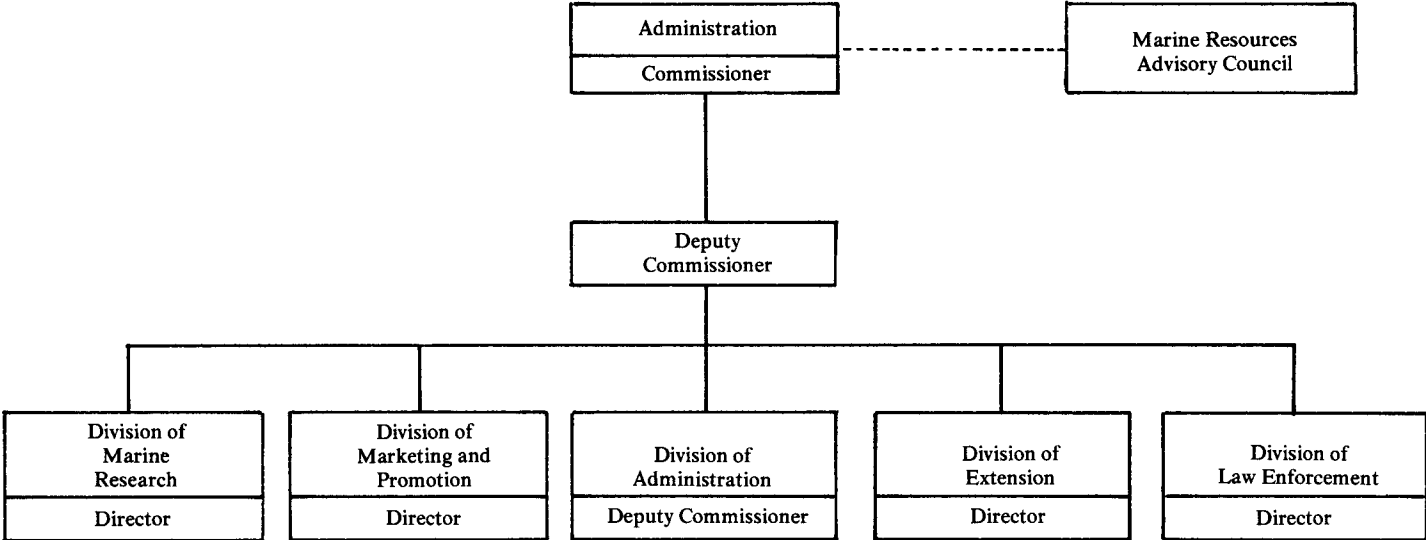 Administration
Commissioner
Marine Resources
Advisory Council
Deputy
Commissioner
Division of
Marine
Research
Director
Division of
Marketing and
Promotion
Director
Division of
Administration
Deputy Commissioner
Division of
Extension
Director
Division of
Law Enforcement
Director